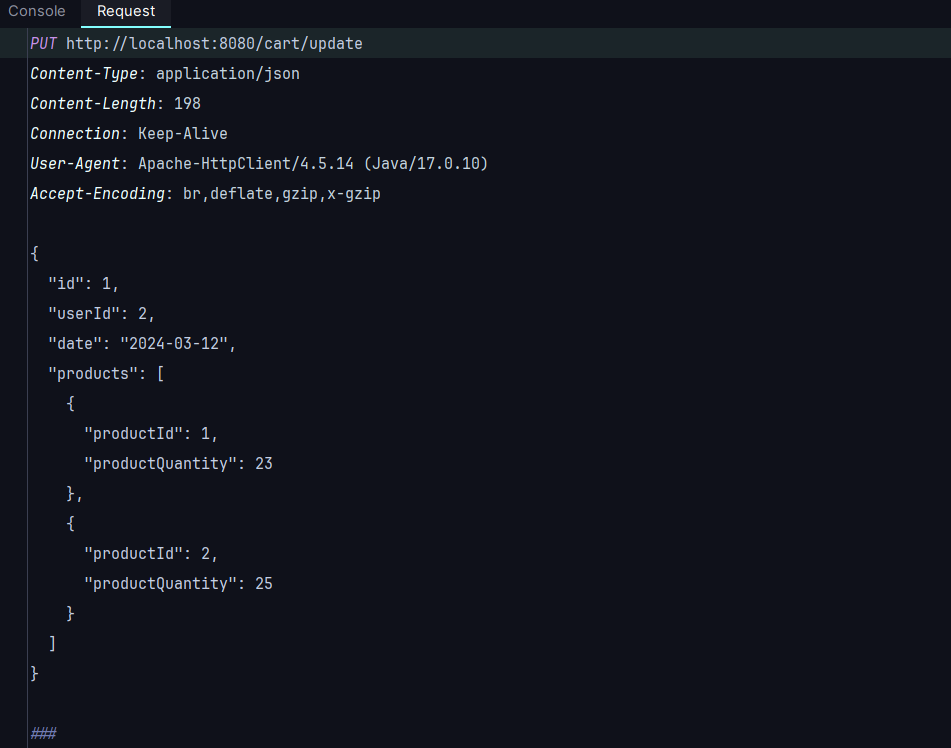 Console Request
PUT http://localhost:8080/cart/update
Content-Type: application/json
Content-Length: 198
Connection: Keep-Alive
User-Agent: Apache-HttpClient/4.5.14 (Java/17.0.10)
Accept-Encoding: br,deflate,gzip,x-gzip
{
  "id": 1,
  "userId": 2,
  "date": "2024-03-12",
  "products": [
    {
      "productId": 1,
      "productQuantity": 23
    },
    {
      "productId": 2,
      "productQuantity": 25
    }
  ]
}
###